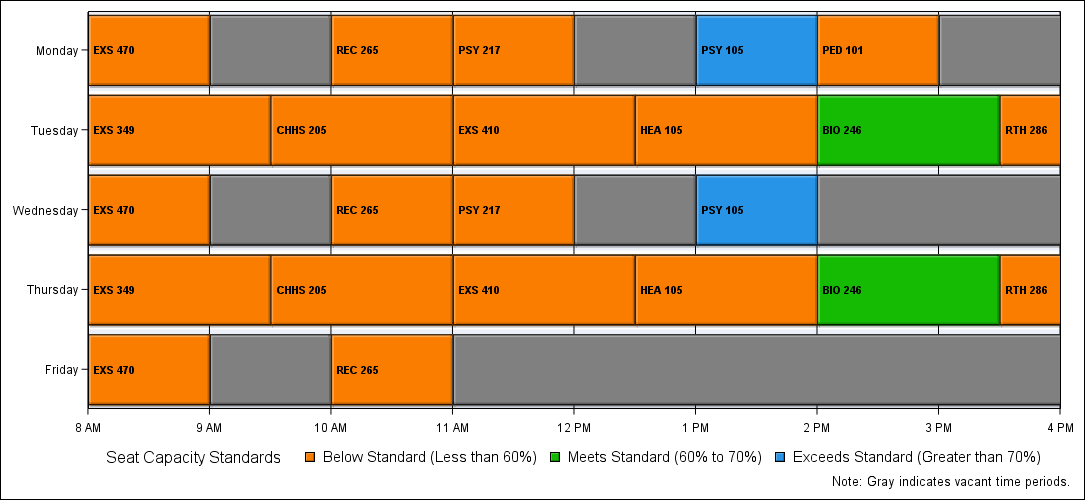 Monday EXS 470 REC 265 PSY 217 PSY 105 PED 101
Tuesday EXS 349 CHHS 205 EXS 410 HEA 105 BIO 246 RTH 286
Wednesday EXS 470 REC 265 PSY 217 PSY 105
Thursday EXS 349 CHHS 205 EXS 410 HEA 105 BIO 246 RTH 286
Friday EXS 470 REC 265
8 AM 9 AM 10 AM 11 AM 12 PM 1 PM 2 PM 3 PM 4 PM
Seat Capacity Standards Below Standard (Less than 60%) Meets Standard (60% to 70%) Exceeds Standard (Greater than 70%)
Note: Gray indicates vacant time periods.